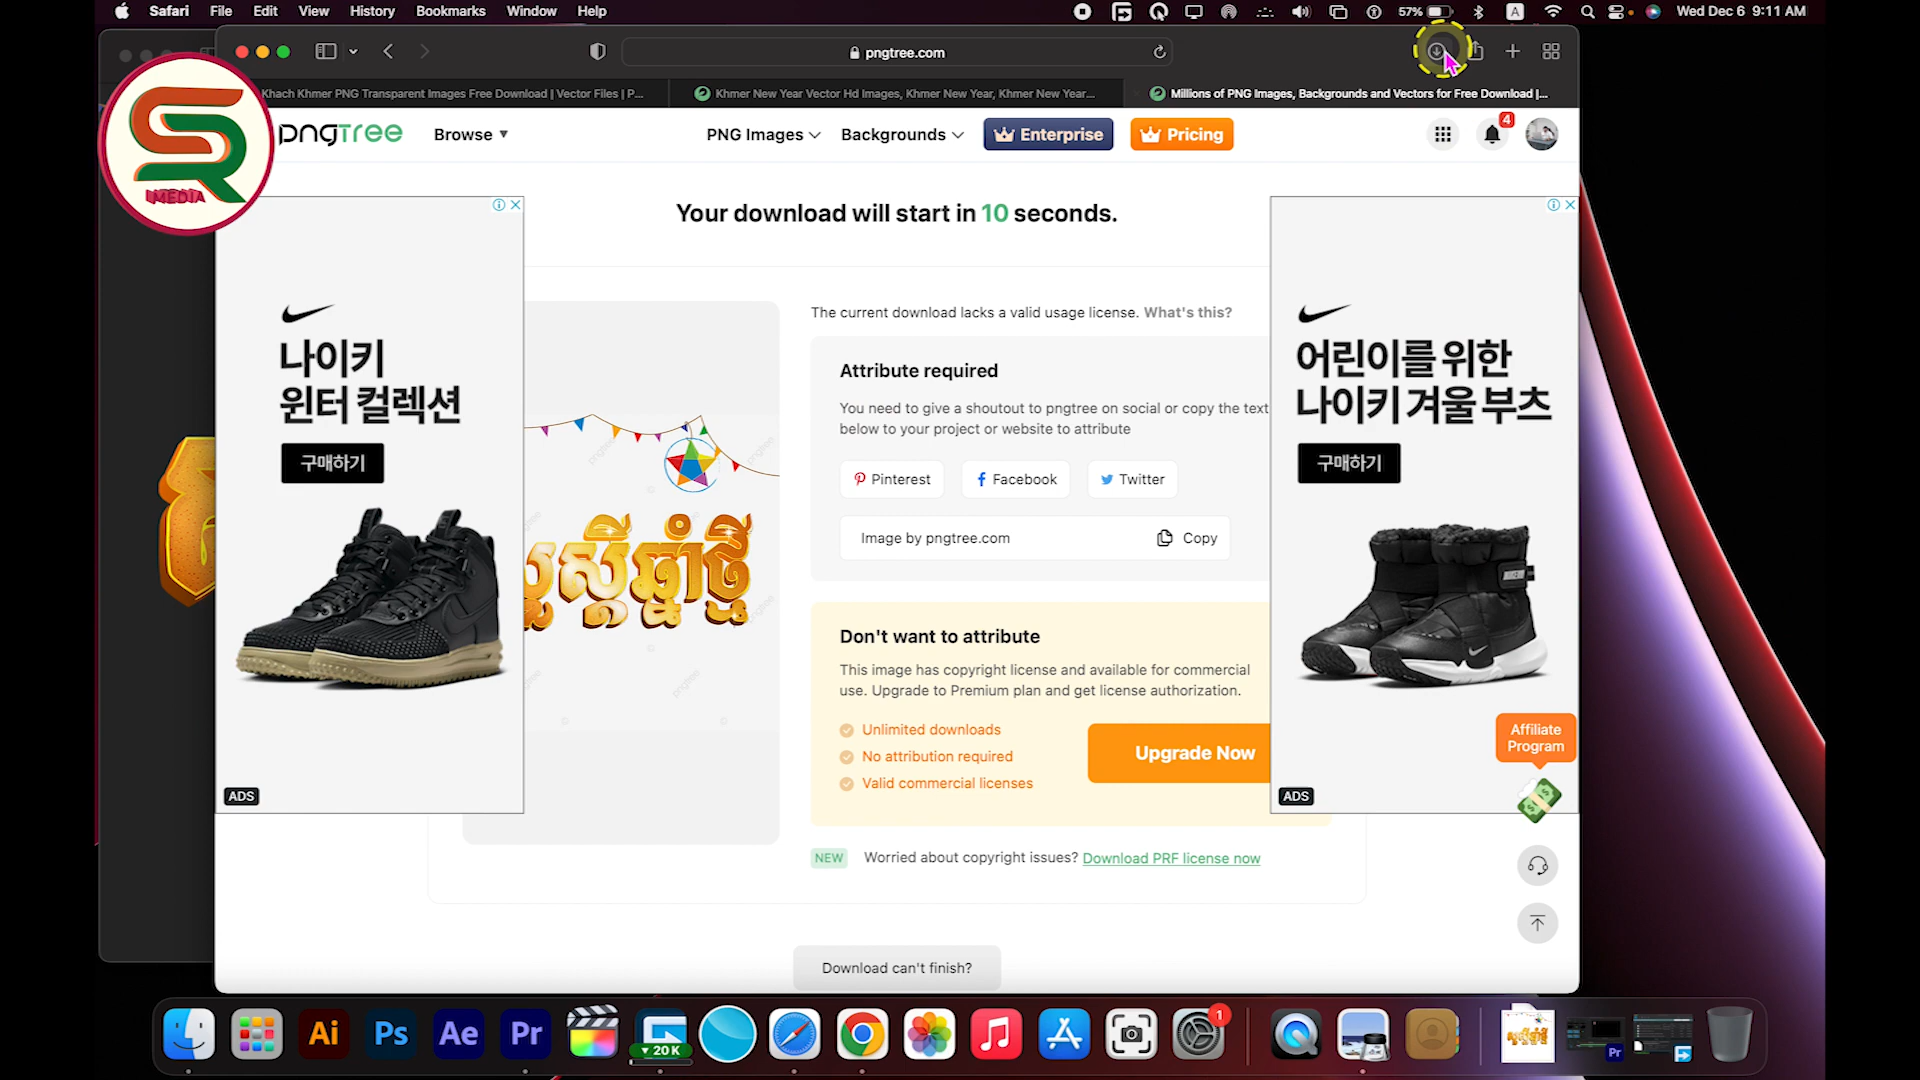 Safari File Edit View History Bookmarks Window Help
57% A Wed Dec 6 9:11 AM
pngtree.com
Khach Khmer PNG Transparent Images Free Download | Vector Files | P...
Khmer New Year Vector Hd Images, Khmer New Year, Khmer New Year...
Millions of PNG Images, Backgrounds and Vectors for Free Download |...
SR
MEDIA
pngtree
Browse
PNG Images
Backgrounds
Enterprise
Pricing
4
Your download will start in 10 seconds.
나이키
윈터 컬렉션
구매하기
ADS
The current download lacks a valid usage license. What's this?
Attribute required
You need to give a shoutout to pngtree on social or copy the text
below to your project or website to attribute
Pinterest
Facebook
Twitter
Image by pngtree.com
Copy
សួស្តីឆ្នាំថ្មី
Don't want to attribute
This image has copyright license and available for commercial
use. Upgrade to Premium plan and get license authorization.
Unlimited downloads
No attribution required
Valid commercial licenses
Upgrade Now
NEW Worried about copyright issues? Download PRF license now
Download can't finish?
어린이를 위한
나이키 겨울 부츠
구매하기
ADS
Affiliate
Program
Ai
Ps
Ae
Pr
20 K
1
Pr